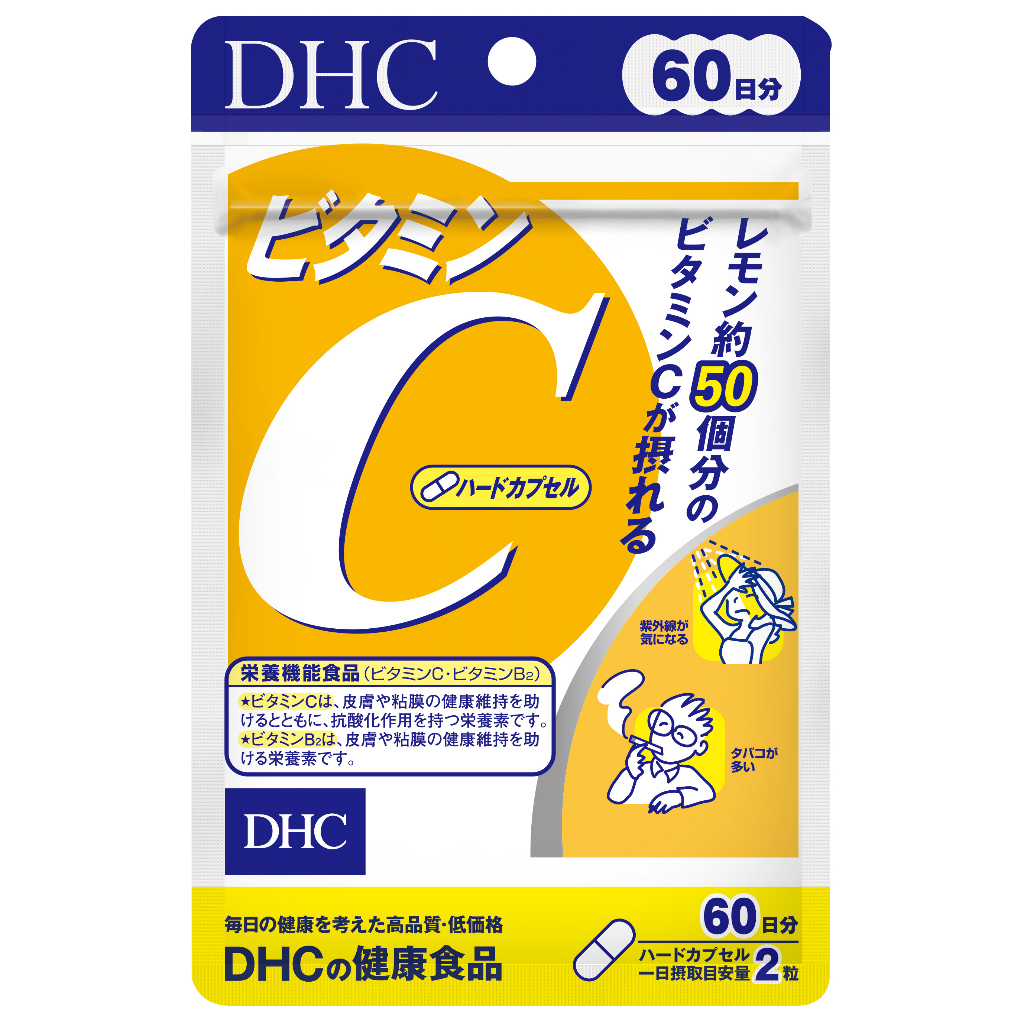 DHC
60日分
ビタミン
C
ハードカプセル
レモン約50個分の
ビタミンCが摂れる
紫外線が
気になる
タバコが
多い
栄養機能食品(ビタミンC・ビタミンB₂)
★ビタミンCは、皮膚や粘膜の健康維持を助
けるとともに、抗酸化作用を持つ栄養素です。
★ビタミンB₂は、皮膚や粘膜の健康維持を助
ける栄養素です。
DHC
毎日の健康を考えた高品質・低価格
DHCの健康食品
60日分
ハードカプセル
一日摂取目安量2粒